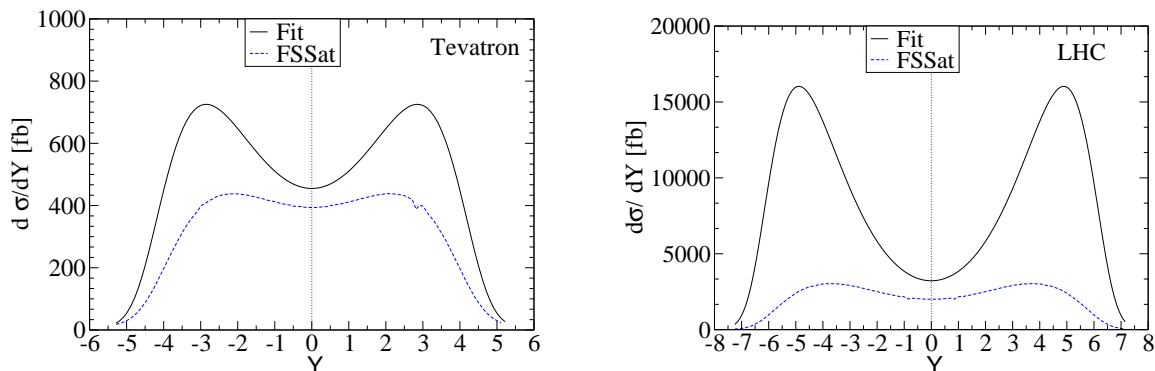 1000
800
600
400
200
0
d σ/dY [fb]
Fit
FSSat
Tevatron
-6 -5 -4 -3 -2 -1 0 1 2 3 4 5 6
Y
20000
15000
10000
5000
0
dσ/ dY [fb]
Fit
FSSat
LHC
-8 -7 -6 -5 -4 -3 -2 -1 0 1 2 3 4 5 6 7 8
Y